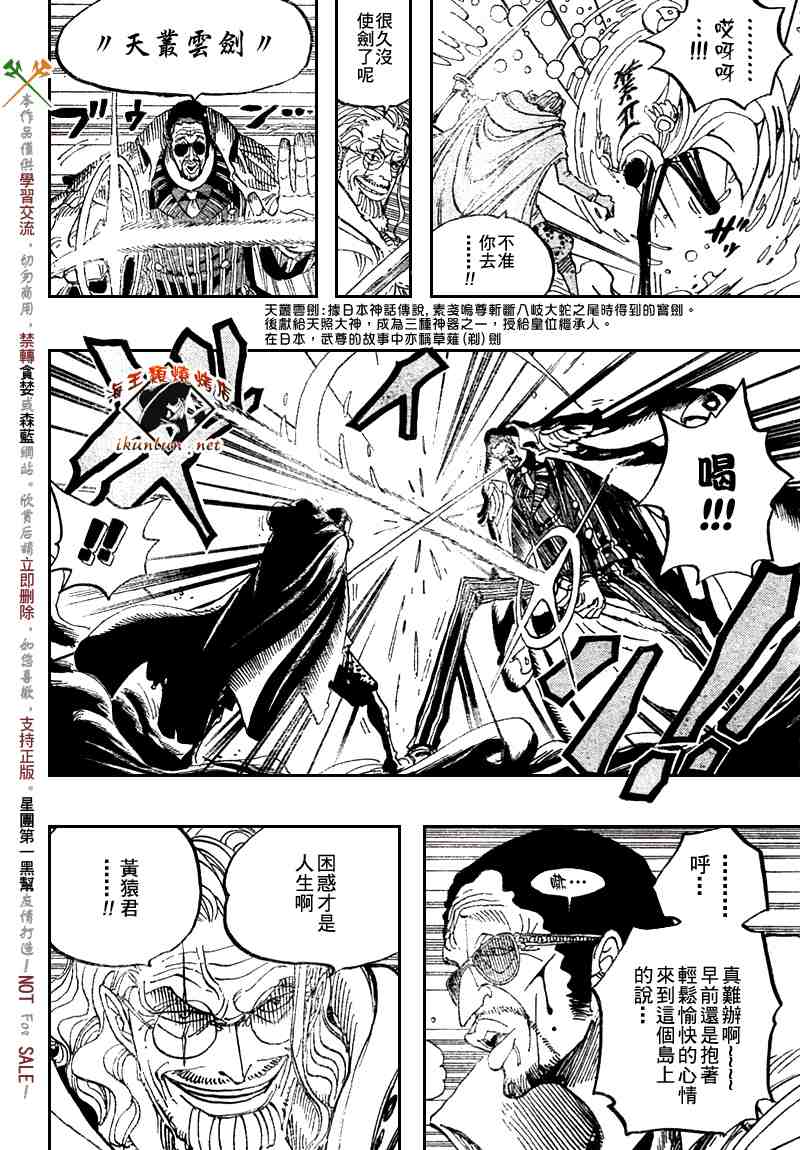 哎呀呀
……!!!
不准
你去
……!!
很久沒
使劍了呢
"天叢雲劍"
天叢雲劍:據日本神話傳說,素戔嗚尊斬斷八岐大蛇之尾時得到的寶劍。
後獻給天照大神,成為三種神器之一,授給皇位繼承人。
在日本,武尊的故事中亦稱草薙(剃)劍
喝
!!!
!!
海王類燒烤店
ikunbun.net
呼…
……
真難辦啊~~~~
早前還是抱著
輕鬆愉快的心情
來到這個島上
的說…
困惑才是
人生啊
黃猿君
……!!
本作品僅供學習交流,切勿商用,禁轉貪婪或森藍網站。欣賞后請立即刪除,如您喜歡,支持正版。星團第一黑幫友情打造—NOT For SALE—